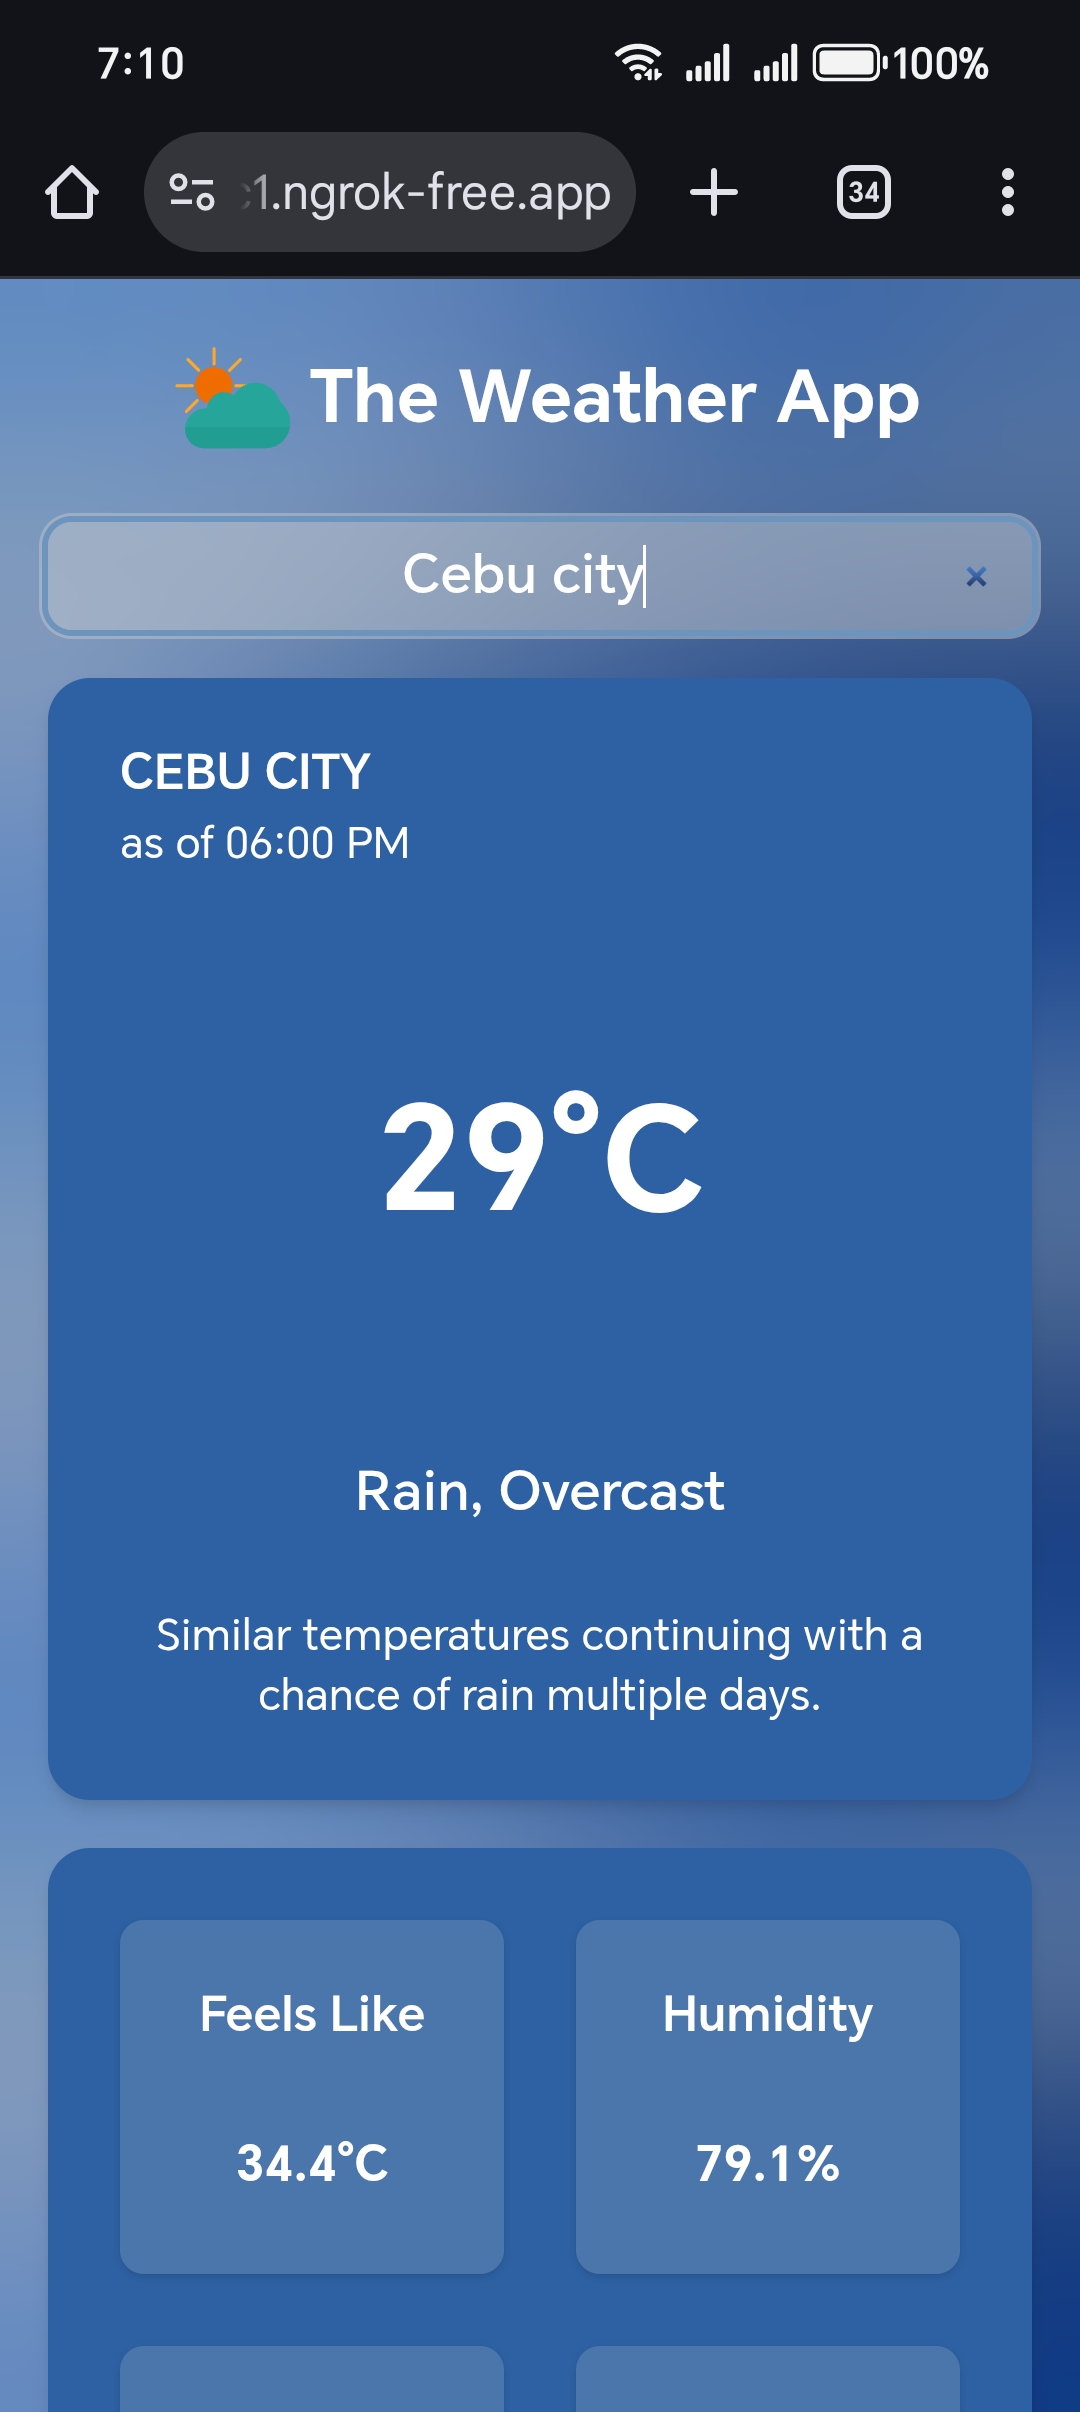 7:10 100%
1.ngrok-free.app 34
The Weather App
Cebu city ×
CEBU CITY
as of 06:00 PM
29°C
Rain, Overcast
Similar temperatures continuing with a
chance of rain multiple days.
Feels Like Humidity
34.4°C 79.1%